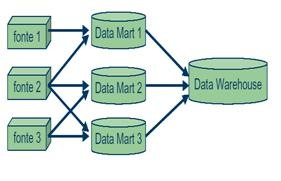 fonte 1
Data Mart 1
fonte 2
Data Mart 2
Data Warehouse
fonte 3
Data Mart 3